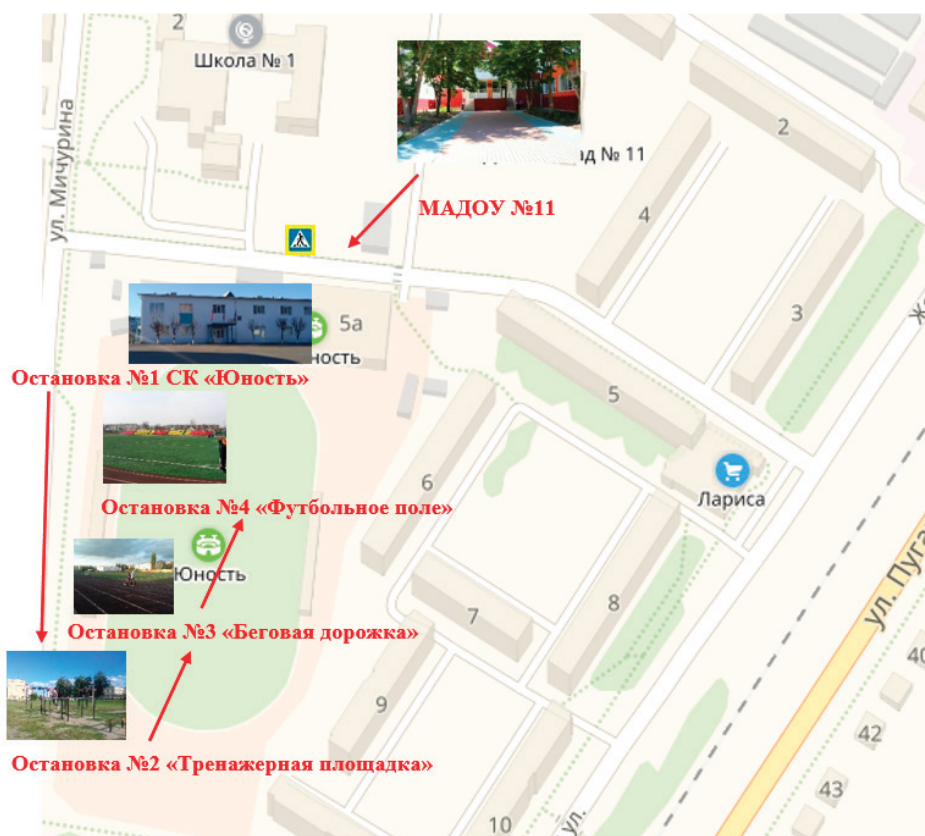 2
Школа № 1
ад № 11
2
ул. Мичурина
МАДОУ №11
4
3
5а
ность
Остановка №1 СК «Юность»
5
6
Лариса
Остановка №4 «Футбольное поле»
Юность
ул. Пуга
7
8
Остановка №3 «Беговая дорожка»
40
9
42
Остановка №2 «Тренажерная площадка»
43
10
ул.